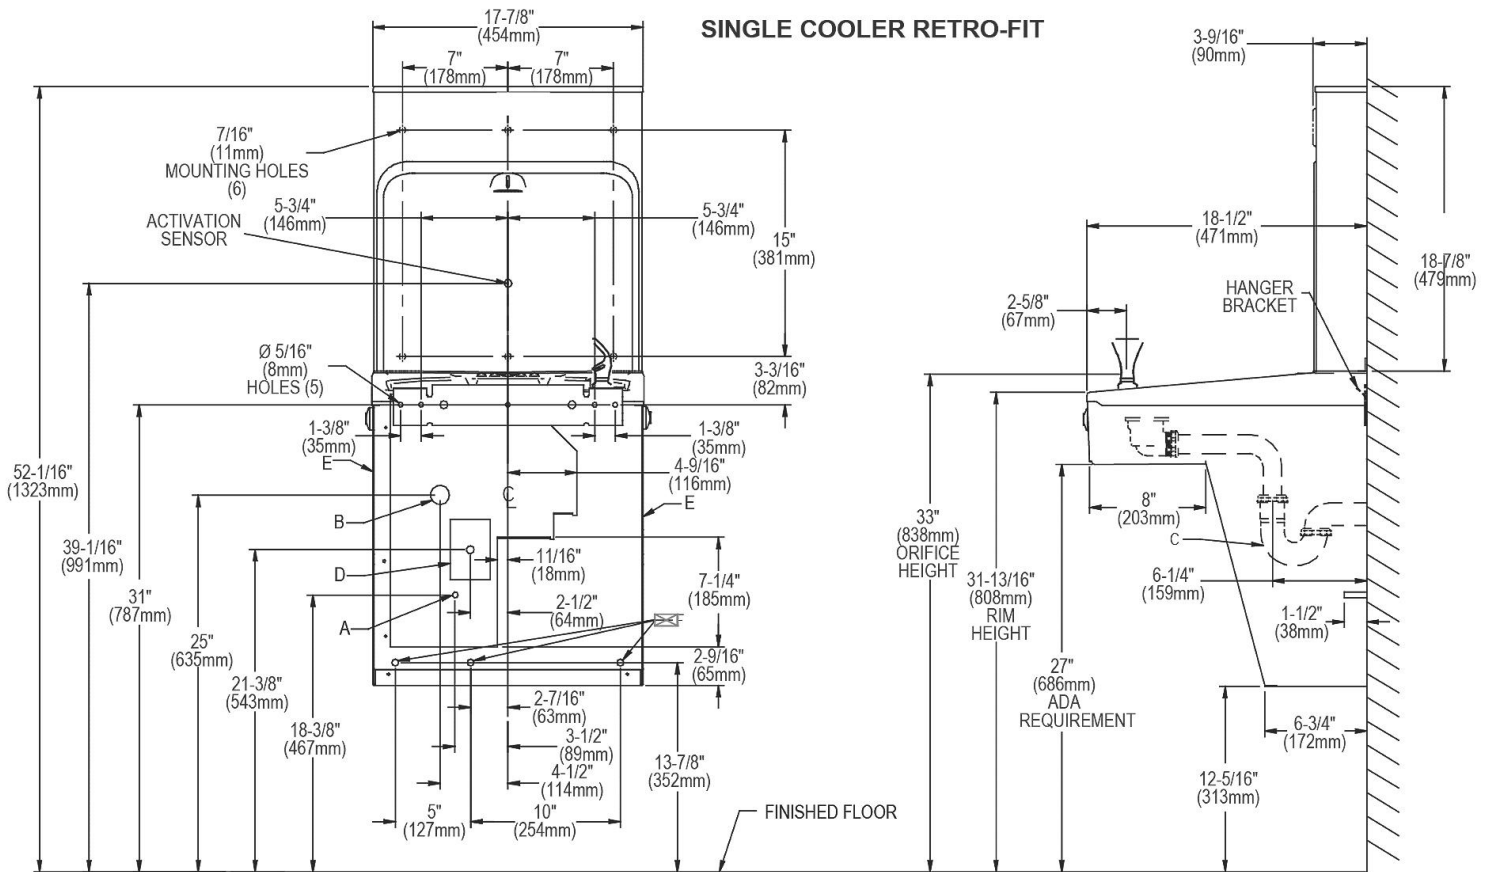 SINGLE COOLER RETRO-FIT
17-7/8"
(454mm)
7"
(178mm)
7"
(178mm)
3-9/16"
(90mm)
7/16"
(11mm)
MOUNTING HOLES
(6)
5-3/4"
(146mm)
5-3/4"
(146mm)
ACTIVATION
SENSOR
15"
(381mm)
18-1/2"
(471mm)
18-7/8"
(479mm)
HANGER
BRACKET
2-5/8"
(67mm)
Ø 5/16"
(8mm)
HOLES (5)
3-3/16"
(82mm)
1-3/8"
(35mm)
1-3/8"
(35mm)
E
4-9/16"
(116mm)
52-1/16"
(1323mm)
B
E
8"
(203mm)
33"
(838mm)
ORIFICE
HEIGHT
C
39-1/16"
(991mm)
D
11/16"
(18mm)
7-1/4"
(185mm)
6-1/4"
(159mm)
31-13/16"
(808mm)
RIM
HEIGHT
31"
(787mm)
2-1/2"
(64mm)
A
1-1/2"
(38mm)
25"
(635mm)
2-9/16"
(65mm)
27"
(686mm)
ADA
REQUIREMENT
21-3/8"
(543mm)
2-7/16"
(63mm)
18-3/8"
(467mm)
3-1/2"
(89mm)
6-3/4"
(172mm)
13-7/8"
(352mm)
4-1/2"
(114mm)
12-5/16"
(313mm)
5"
(127mm)
10"
(254mm)
FINISHED FLOOR